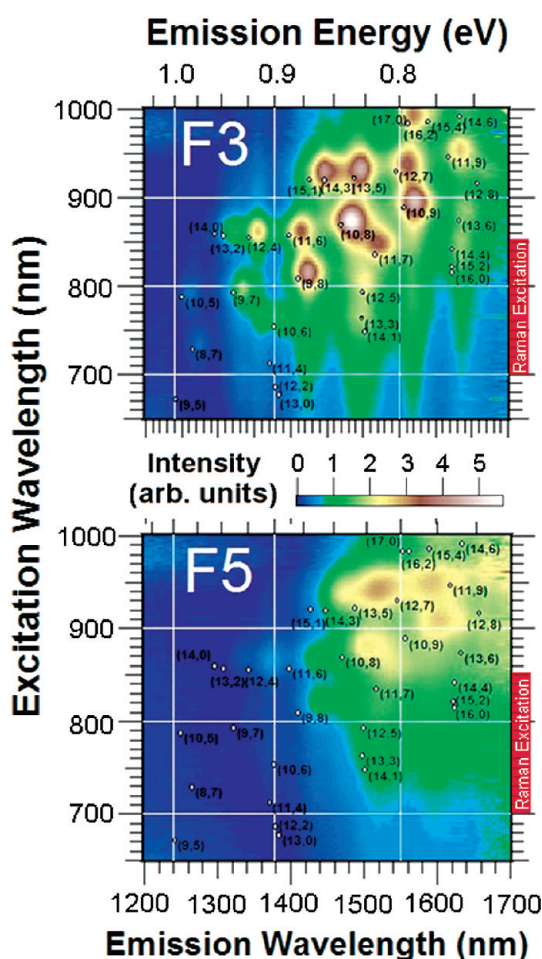 Emission Energy (eV)
1.0 0.9 0.8
Excitation Wavelength (nm)
F3
1000
900
800
700
(17,0) (15,4) (14,6)
(16,2)
(11,9)
(12,7)
(15,1) (14,3) (13,5)
(12,8)
(10,9)
(14,0)
(13,2) (12,4) (11,6) (10,8)
(13,6)
(11,7)
(14,4)
(15,2)
(16,0)
(9,8)
(10,5) (9,7) (12,5)
(13,3)
(14,1)
(10,6)
(8,7)
(11,4)
(12,2)
(13,0)
(9,5)
Raman Excitation
Intensity
(arb. units)
0 1 2 3 4 5
F5
1000
900
800
700
(17,0) (15,4) (14,6)
(16,2)
(11,9)
(12,7)
(15,1) (14,3) (13,5)
(12,8)
(10,9)
(14,0)
(13,2) (12,4) (11,6) (10,8)
(13,6)
(11,7)
(14,4)
(15,2)
(16,0)
(9,8)
(10,5) (9,7) (12,5)
(13,3)
(14,1)
(10,6)
(8,7)
(11,4)
(12,2)
(13,0)
(9,5)
Raman Excitation
1200 1300 1400 1500 1600 1700
Emission Wavelength (nm)